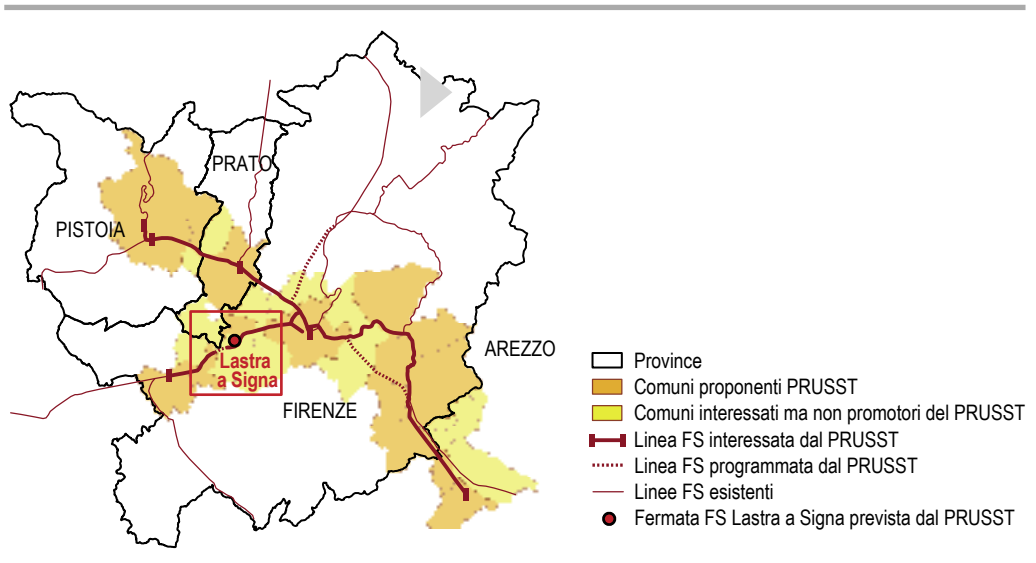 PRATO
PISTOIA
Lastra
a Signa
AREZZO
FIRENZE
Province
Comuni proponenti PRUSST
Comuni interessati ma non promotori del PRUSST
Linea FS interessata dal PRUSST
Linea FS programmata dal PRUSST
Linee FS esistenti
Fermata FS Lastra a Signa prevista dal PRUSST